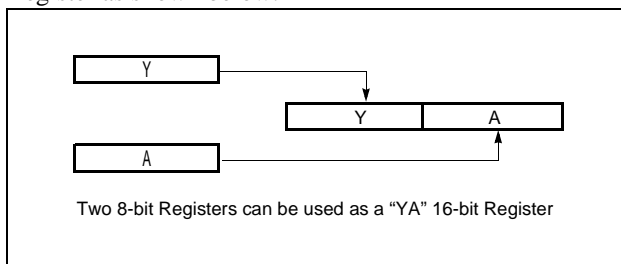 Y
Y A
A
Two 8-bit Registers can be used as a “YA” 16-bit Register